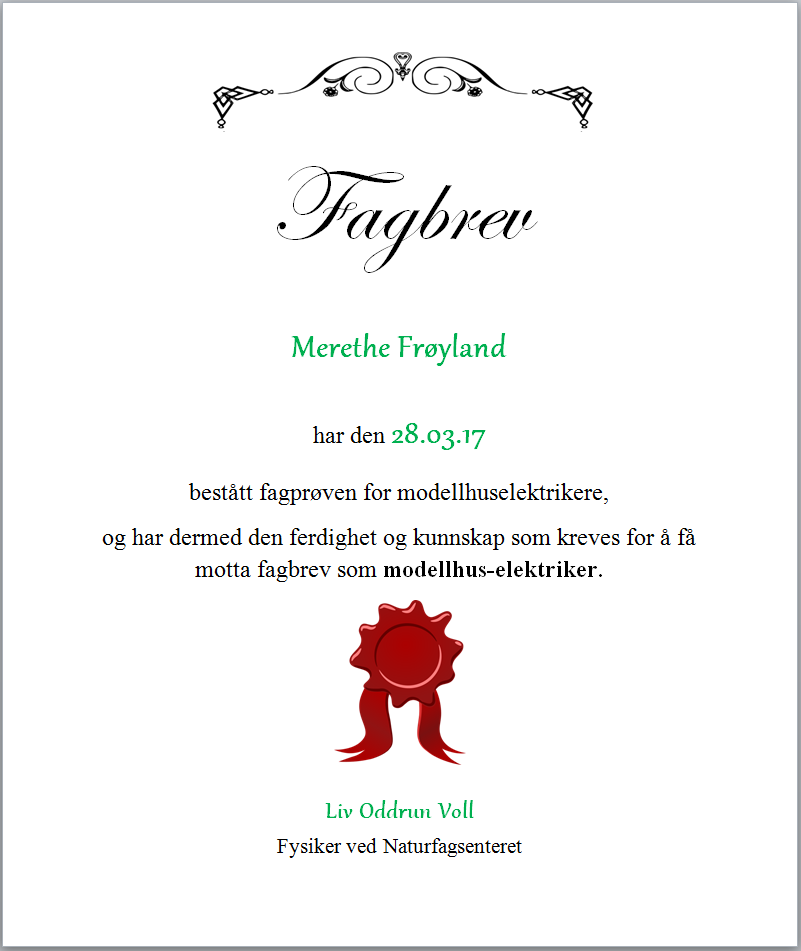 Fagbrev
Merethe Frøyland
har den 28.03.17
bestått fagprøven for modellhuselektrikere,
og har dermed den ferdighet og kunnskap som kreves for å få
motta fagbrev som modellhus-elektriker.
Liv Oddrun Voll
Fysiker ved Naturfagsenteret